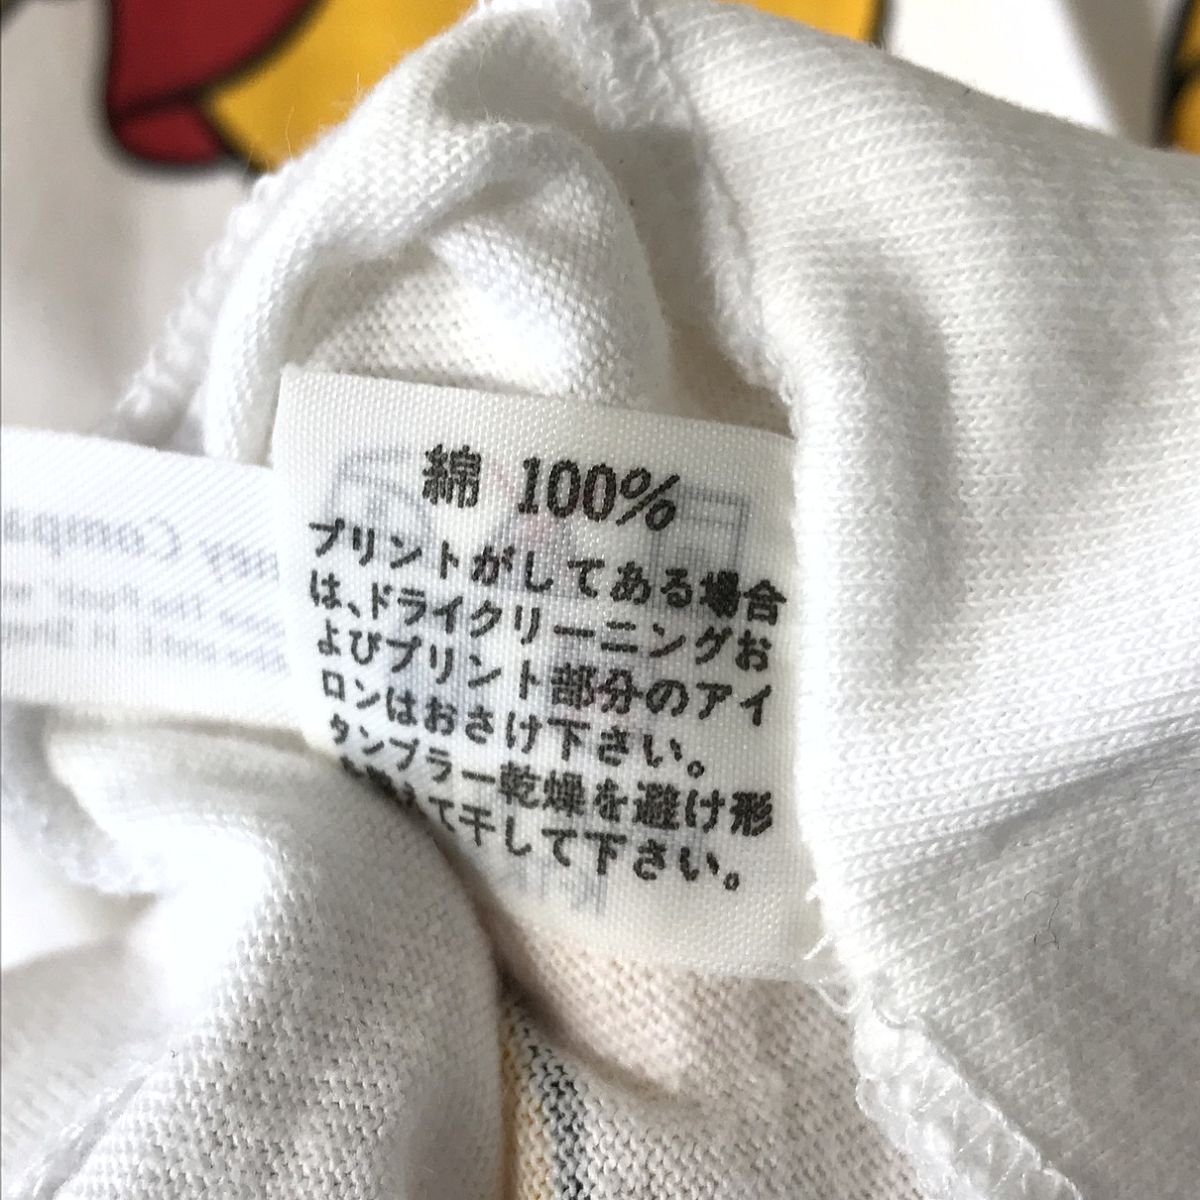 綿 100%
プリントがしてある場合
は、ドライクリーニングお
よびプリント部分のアイ
ロンはおさけ下さい。
タンブラー乾燥を避け形
て干して下さい。